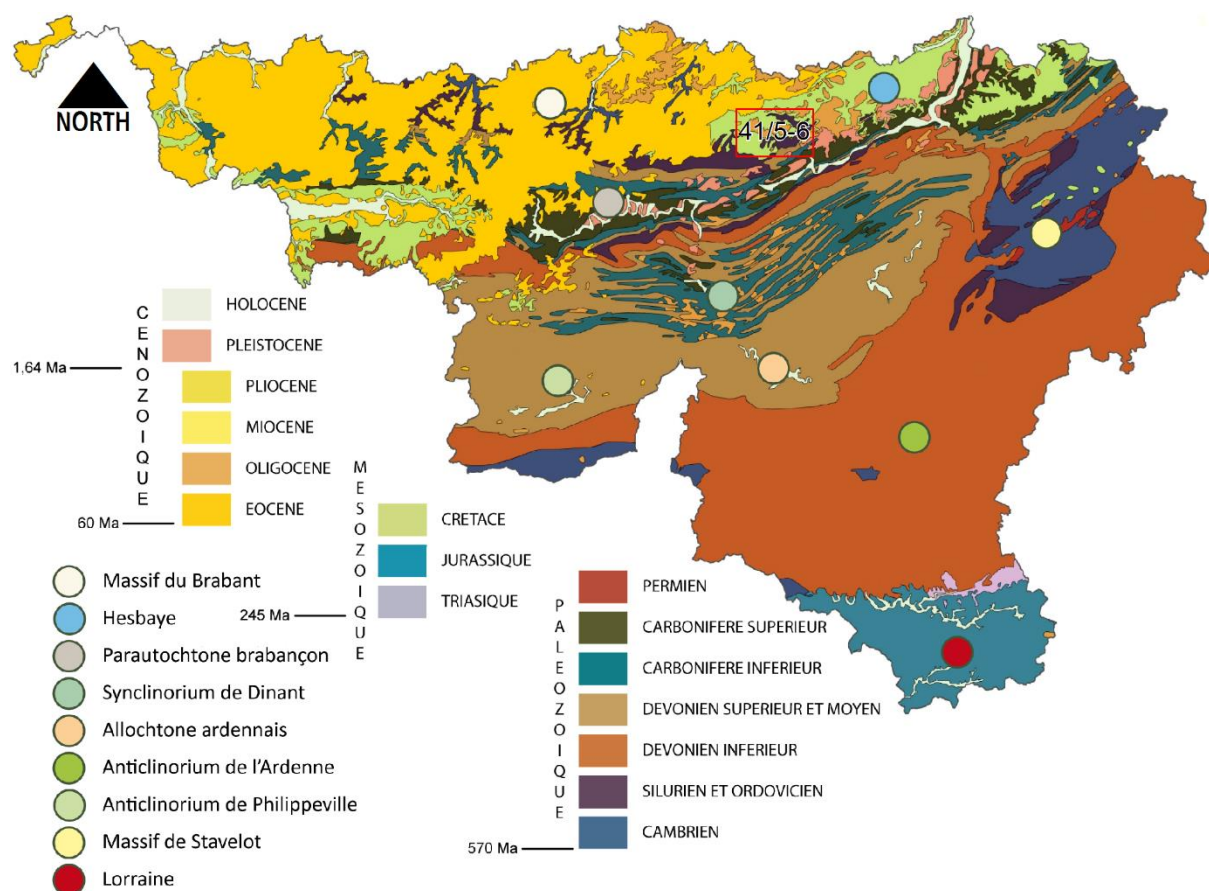 NORTH
41/5-6
HOLOCENE
PLEISTOCENE
1,64 Ma
PLIOCENE
MIOCENE
OLIGOCENE
EOCENE
60 Ma
CENOZOIQUE
MESOZOIQUE
CRETACE
JURASSIQUE
TRIASIQUE
245 Ma
Massif du Brabant
Hesbaye
Parautochtone brabançon
Synclinorium de Dinant
Allochtone ardennais
Anticlinorium de l'Ardenne
Anticlinorium de Philippeville
Massif de Stavelot
Lorraine
PALEOZOIQUE
PERMIEN
CARBONIFERE SUPERIEUR
CARBONIFERE INFERIEUR
DEVONIEN SUPERIEUR ET MOYEN
DEVONIEN INFERIEUR
SILURIEN ET ORDOVICIEN
CAMBRIEN
570 Ma